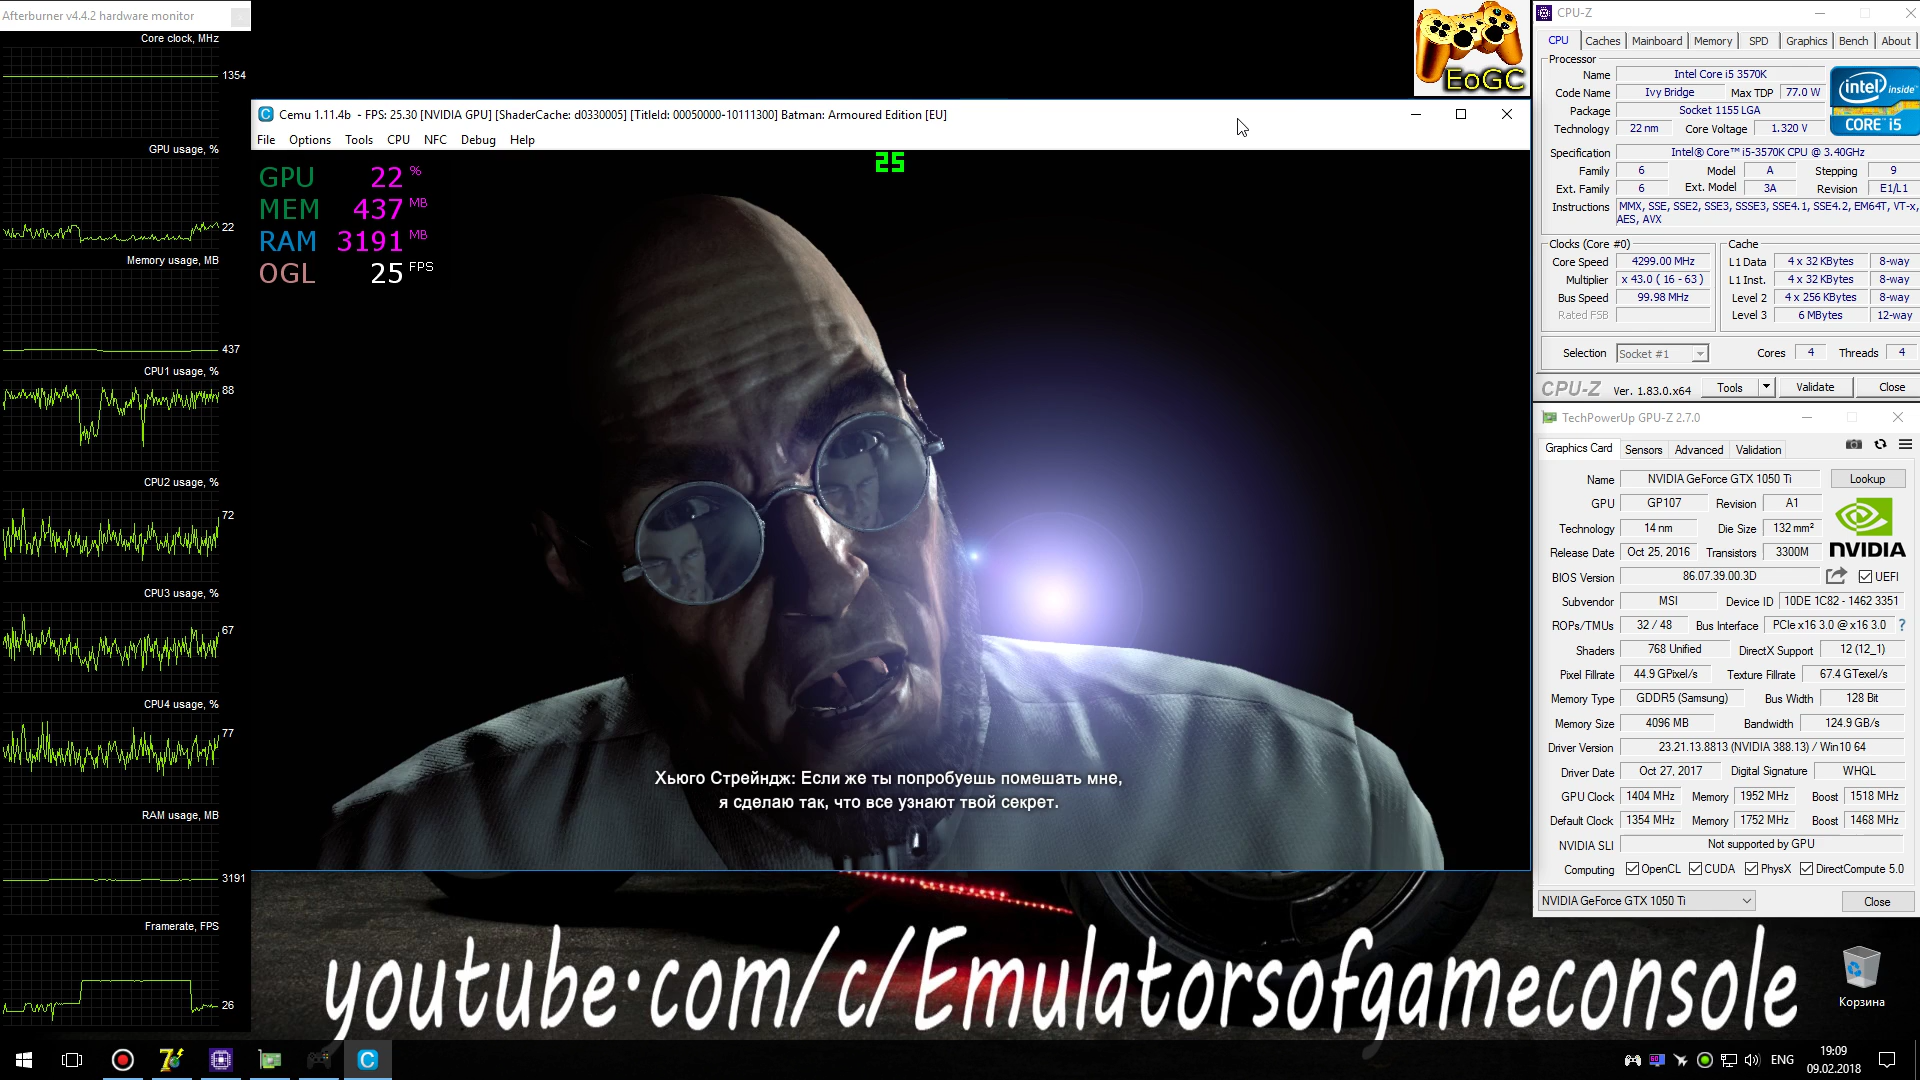 Afterburner v4.4.2 hardware monitor
Core clock, MHz
1354
GPU usage, %
22
Memory usage, MB
437
CPU1 usage, %
88
CPU2 usage, %
72
CPU3 usage, %
67
CPU4 usage, %
77
RAM usage, MB
3191
Framerate, FPS
26
EoGC
Cemu 1.11.4b - FPS: 25.30 [NVIDIA GPU] [ShaderCache: d0330005] [TitleId: 00050000-10111300] Batman: Armoured Edition [EU]
File Options Tools CPU NFC Debug Help
25
GPU 22 %
MEM 437 MB
RAM 3191 MB
OGL 25 FPS
Хьюго Стрейндж: Если же ты попробуешь помешать мне,
я сделаю так, что все узнают твой секрет.
CPU-Z
CPU Caches Mainboard Memory SPD Graphics Bench About
Processor
Name Intel Core i5 3570K
Code Name Ivy Bridge Max TDP 77.0 W
Package Socket 1155 LGA
Technology 22 nm Core Voltage 1.320 V
intel inside™
CORE i5
Specification Intel® Core™ i5-3570K CPU @ 3.40GHz
Family 6 Model A Stepping 9
Ext. Family 6 Ext. Model 3A Revision E1/L1
Instructions MMX, SSE, SSE2, SSE3, SSSE3, SSE4.1, SSE4.2, EM64T, VT-x,
AES, AVX
Clocks (Core #0) Cache
Core Speed 4299.00 MHz L1 Data 4 x 32 KBytes 8-way
Multiplier x 43.0 ( 16 - 63 ) L1 Inst. 4 x 32 KBytes 8-way
Bus Speed 99.98 MHz Level 2 4 x 256 KBytes 8-way
Rated FSB Level 3 6 MBytes 12-way
Selection Socket #1 Cores 4 Threads 4
CPU-Z Ver. 1.83.0.x64 Tools Validate Close
TechPowerUp GPU-Z 2.7.0
Graphics Card Sensors Advanced Validation
Name NVIDIA GeForce GTX 1050 Ti Lookup
GPU GP107 Revision A1
Technology 14 nm Die Size 132 mm²
Release Date Oct 25, 2016 Transistors 3300M
NVIDIA
BIOS Version 86.07.39.00.3D UEFI
Subvendor MSI Device ID 10DE 1C82 - 1462 3351
ROPs/TMUs 32 / 48 Bus Interface PCIe x16 3.0 @ x16 3.0 ?
Shaders 768 Unified DirectX Support 12 (12_1)
Pixel Fillrate 44.9 GPixel/s Texture Fillrate 67.4 GTexel/s
Memory Type GDDR5 (Samsung) Bus Width 128 Bit
Memory Size 4096 MB Bandwidth 124.9 GB/s
Driver Version 23.21.13.8813 (NVIDIA 388.13) / Win10 64
Driver Date Oct 27, 2017 Digital Signature WHQL
GPU Clock 1404 MHz Memory 1952 MHz Boost 1518 MHz
Default Clock 1354 MHz Memory 1752 MHz Boost 1468 MHz
NVIDIA SLI Not supported by GPU
Computing OpenCL CUDA PhysX DirectCompute 5.0
NVIDIA GeForce GTX 1050 Ti Close
youtube.com/c/Emulatorsofgameconsole
Корзина
ENG
19:09
09.02.2018